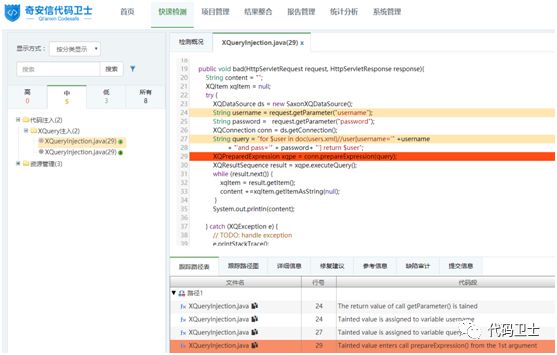 奇安信代码卫士
Qi'anxin Codesafe
首页 快速检测 项目管理 结果整合 报告管理 统计分析 系统管理
显示方式： 按分类显示
搜索 搜索
高 中 低 所有
0 5 3 8
代码注入(2)
XQuery注入(2)
XQueryInjection.java(29)
XQueryInjection.java(29)
资源管理(3)
检测概况 XQueryInjection.java(29) x
18
19 public void bad(HttpServletRequest request, HttpServletResponse response){
20 String content = "";
21 XQItem xqItem = null;
22 try {
23 XQDataSource ds = new SaxonXQDataSource();
24 String username = request.getParameter("username");
25 String password = request.getParameter("password");
26 XQConnection conn = ds.getConnection();
27 String query = "for $user in doc(users.xml)//user[username='" +username
28 + "'and pass='" + password+ "'] return $user";
29 XQPreparedExpression xqpe = conn.prepareExpression(query);
30 XQResultSequence result = xqpe.executeQuery();
31 while (result.next()) {
32 xqItem = result.getItem();
33 content +=xqItem.getItemAsString(null);
34 }
35 System.out.println(content);
36
37 } catch (XQException e) {
38 // TODO: handle exception
39 e.printStackTrace();
跟踪路径表 跟踪路径图 详细信息 修复建议 参考信息 缺陷审计 提交信息
文件名 行号 代码段
路径1
XQueryInjection.java 24 The return value of call getParameter() is tained
XQueryInjection.java 24 Tainted value is assigned to variable username
XQueryInjection.java 27 Tainted value is assigned to variable query
XQueryInjection.java 29 Tainted value enters call prepareExpression() from the 1st argument
代码卫士